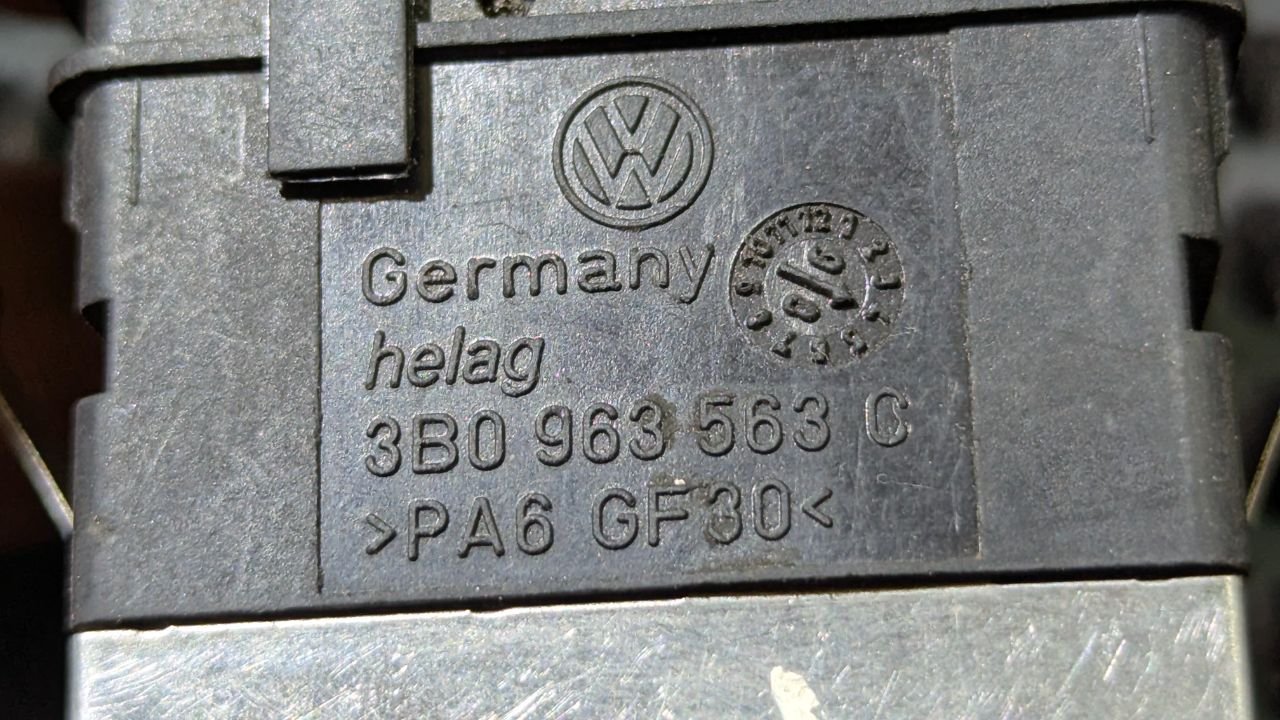 Germany
helag
3B0 963 563 C
>PA6 GF30<